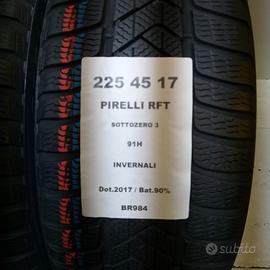 225 45 17
PIRELLI RFT
SOTTOZERO 3
91H
INVERNALI
Dot.2017 / Bat.90%
BR984
subito